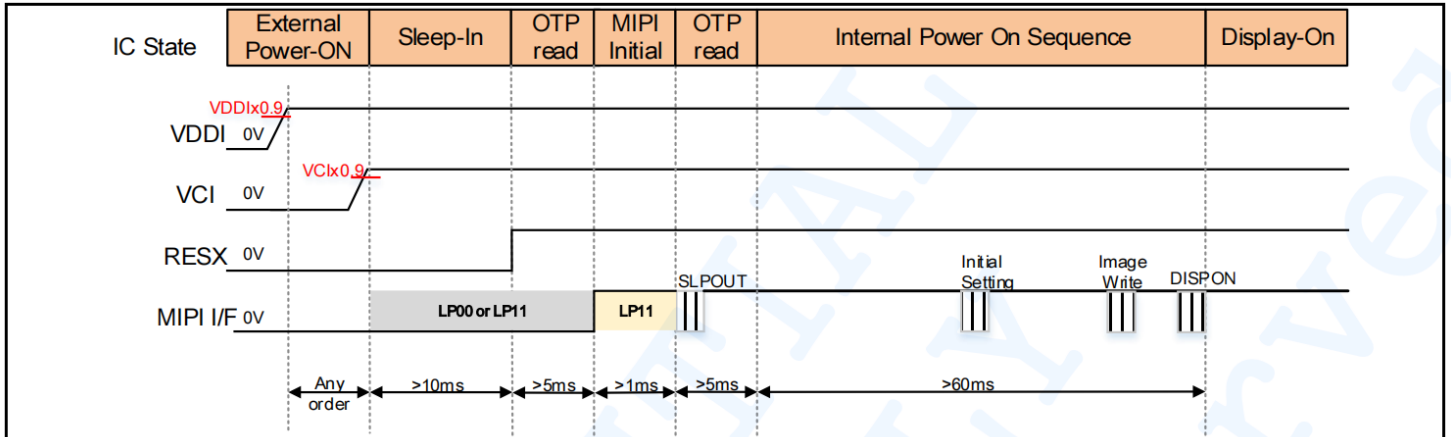 IC State
External
Power-ON
Sleep-In
OTP
read
MIPI
Initial
OTP
read
Internal Power On Sequence
Display-On
VDDIx0.9
VDDI 0V
VCIx0.9
VCI 0V
RESX 0V
MIPI I/F 0V
LP00 or LP11
LP11
SLPOUT
Initial
Setting
Image
Write
DISPON
Any
order
>10ms
>5ms
>1ms
>5ms
>60ms